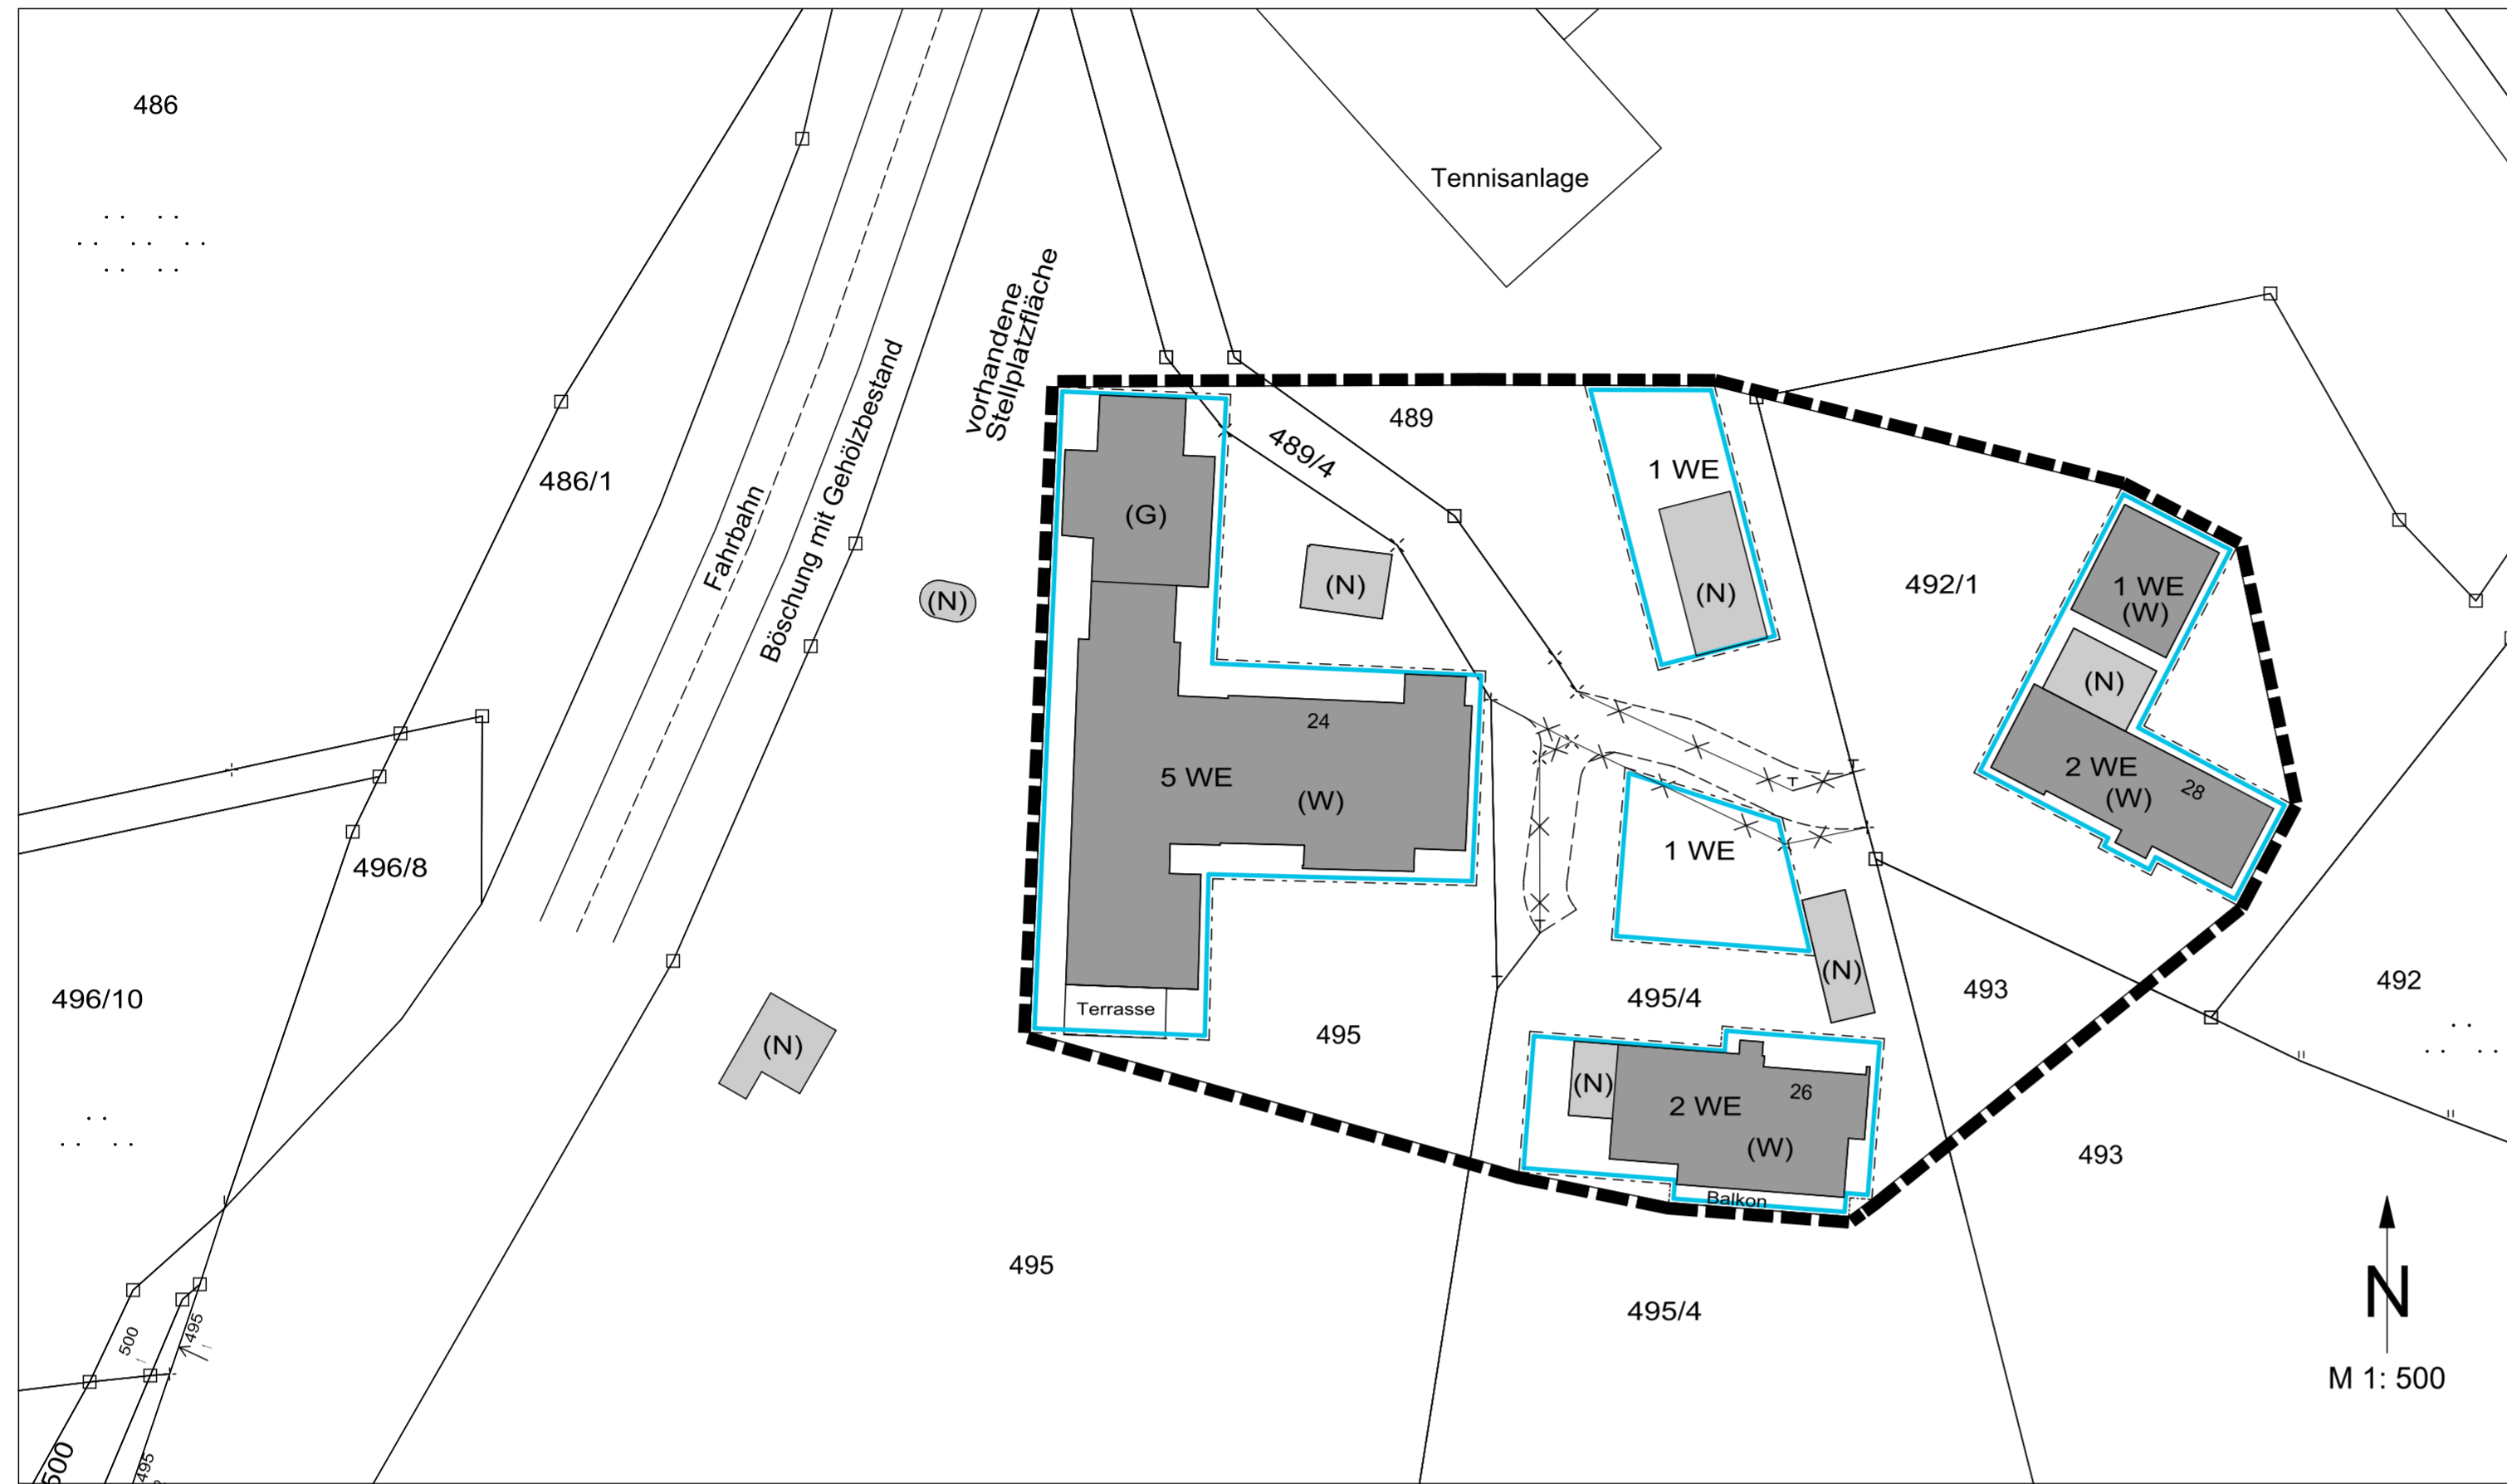 486
Tennisanlage
vorhandene
Stellplatzfläche
489
489/4
1 WE
486/1
(G)
Fahrbahn
Böschung mit Gehölzbestand
(N)
(N)
(N)
492/1
1 WE
(W)
(N)
24
5 WE
(W)
2 WE
(W)
28
1 WE
496/8
(N)
496/10
Terrasse
495
495/4
493
492
(N)
(N)
2 WE
26
(W)
Balkon
493
495
495/4
N
M 1: 500
500
495
500
495